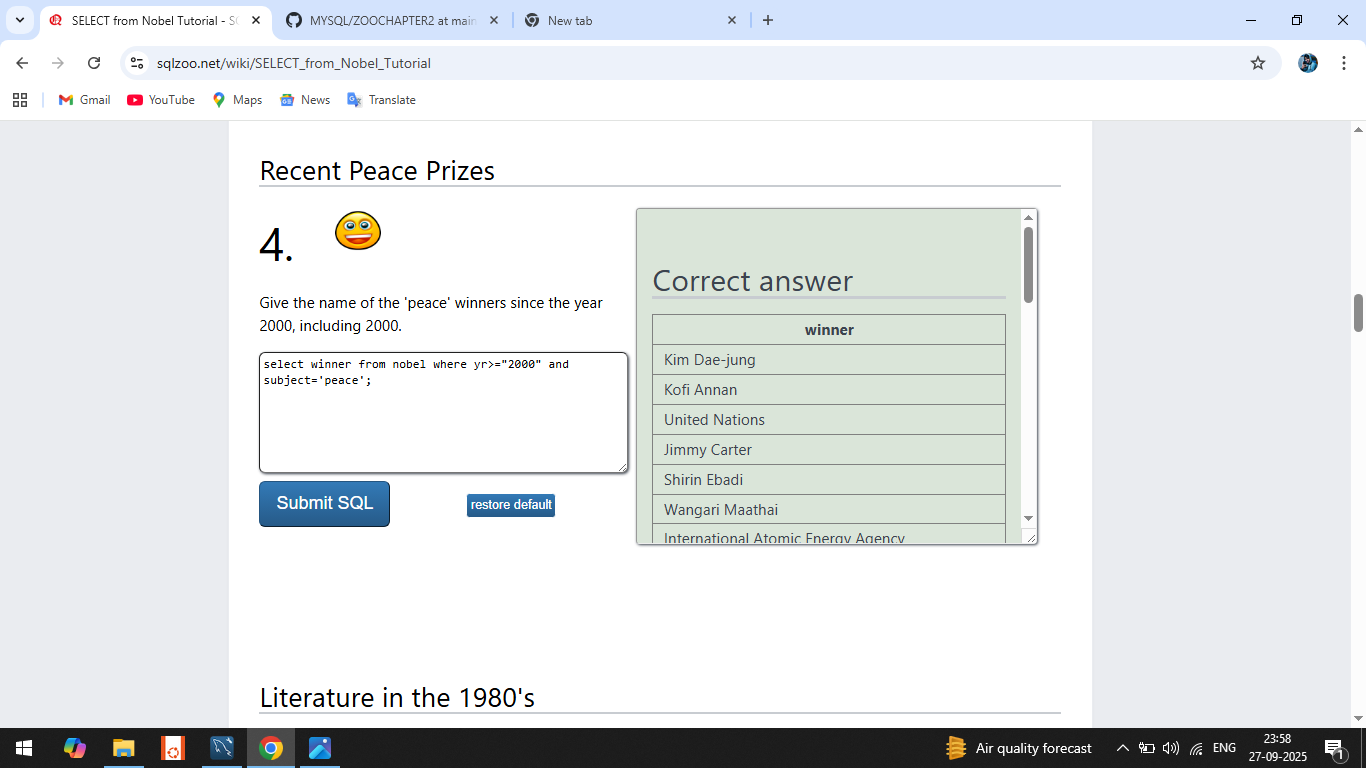 SELECT from Nobel Tutorial - SQ
MYSQL/ZOOCHAPTER2 at main
New tab
sqlzoo.net/wiki/SELECT_from_Nobel_Tutorial
Gmail
YouTube
Maps
News
Translate
Recent Peace Prizes
4.
Give the name of the 'peace' winners since the year
2000, including 2000.
select winner from nobel where yr>="2000" and
subject='peace';
Submit SQL
restore default
Correct answer
winner
Kim Dae-jung
Kofi Annan
United Nations
Jimmy Carter
Shirin Ebadi
Wangari Maathai
International Atomic Energy Agency
Literature in the 1980's
Air quality forecast
ENG
23:58
27-09-2025
1